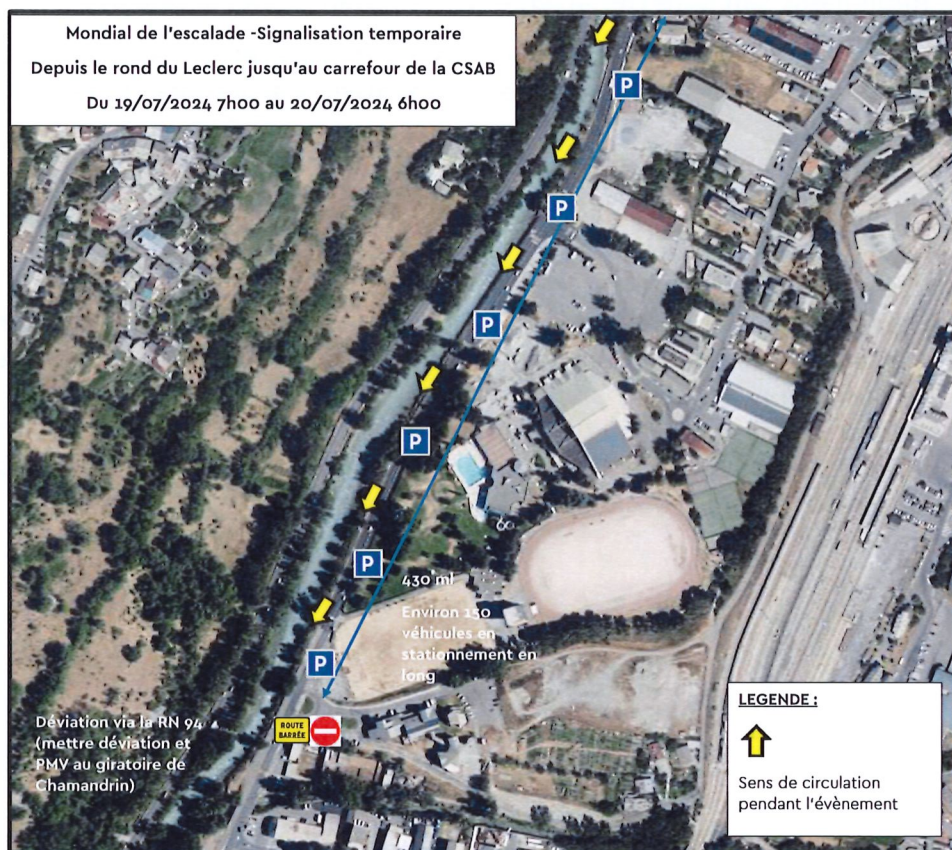 Mondial de l'escalade -Signalisation temporaire
Depuis le rond du Leclerc jusqu'au carrefour de la CSAB
Du 19/07/2024 7h00 au 20/07/2024 6h00
P
P
P
P
P
430 ml
Environ 150
véhicules en
stationnement en
long
P
Déviation via la RN 94
(mettre déviation et
PMV au giratoire de
Chamandrin)
ROUTE
BARRÉE
LEGENDE :
Sens de circulation
pendant l'évènement